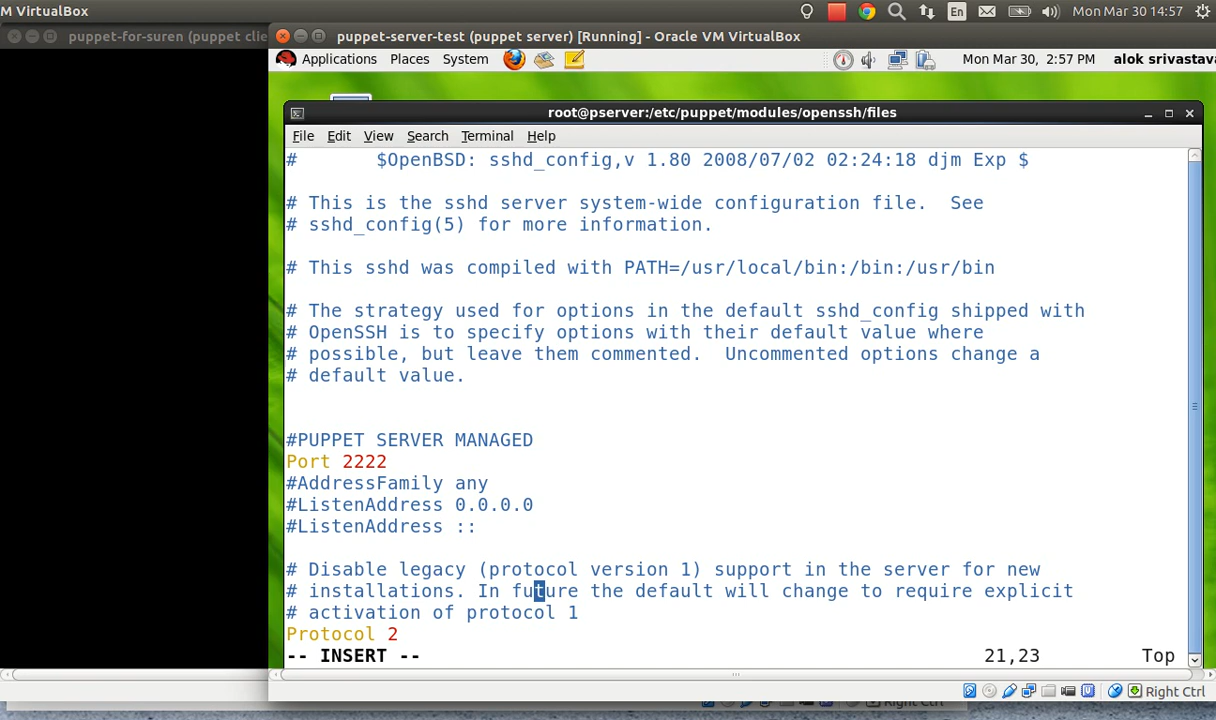 M VirtualBox
En
Mon Mar 30 14:57
puppet-for-suren (puppet clie
puppet-server-test (puppet server) [Running] - Oracle VM VirtualBox
Applications Places System
Mon Mar 30, 2:57 PM alok srivastava
root@pserver:/etc/puppet/modules/openssh/files
File Edit View Search Terminal Help
#       $OpenBSD: sshd_config,v 1.80 2008/07/02 02:24:18 djm Exp $
# This is the sshd server system-wide configuration file.  See
# sshd_config(5) for more information.
# This sshd was compiled with PATH=/usr/local/bin:/bin:/usr/bin
# The strategy used for options in the default sshd_config shipped with
# OpenSSH is to specify options with their default value where
# possible, but leave them commented.  Uncommented options change a
# default value.
#PUPPET SERVER MANAGED
Port 2222
#AddressFamily any
#ListenAddress 0.0.0.0
#ListenAddress ::
# Disable legacy (protocol version 1) support in the server for new
# installations. In future the default will change to require explicit
# activation of protocol 1
Protocol 2
-- INSERT --
21,23
Top
Right Ctrl